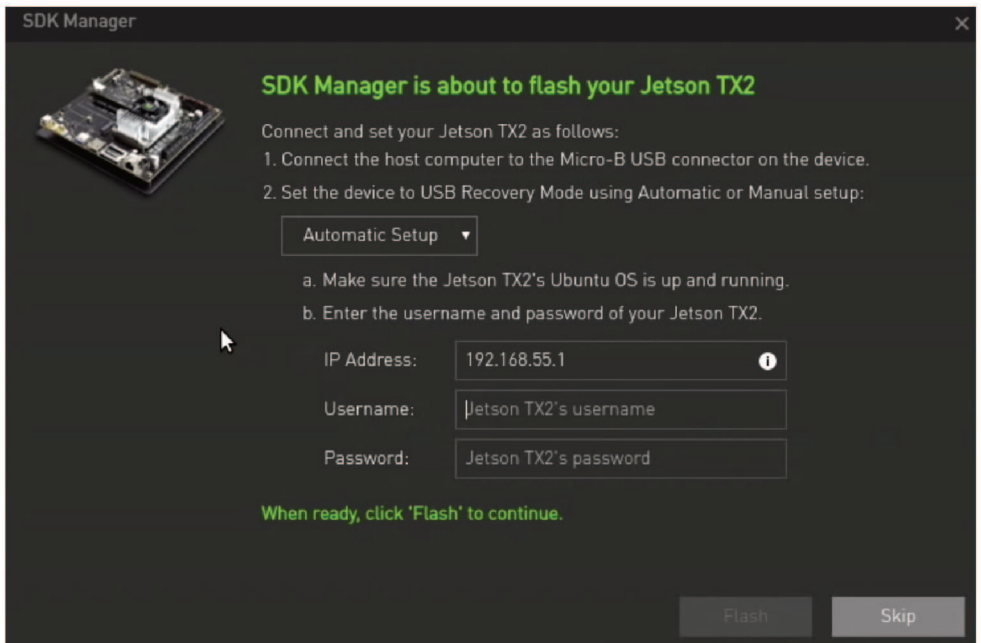 SDK Manager
SDK Manager is about to flash your Jetson TX2
Connect and set your Jetson TX2 as follows:
1. Connect the host computer to the Micro-B USB connector on the device.
2. Set the device to USB Recovery Mode using Automatic or Manual setup:
Automatic Setup
a. Make sure the Jetson TX2's Ubuntu OS is up and running.
b. Enter the username and password of your Jetson TX2.
IP Address: 192.168.55.1
Username: Jetson TX2's username
Password: Jetson TX2's password
When ready, click 'Flash' to continue.
Flash Skip